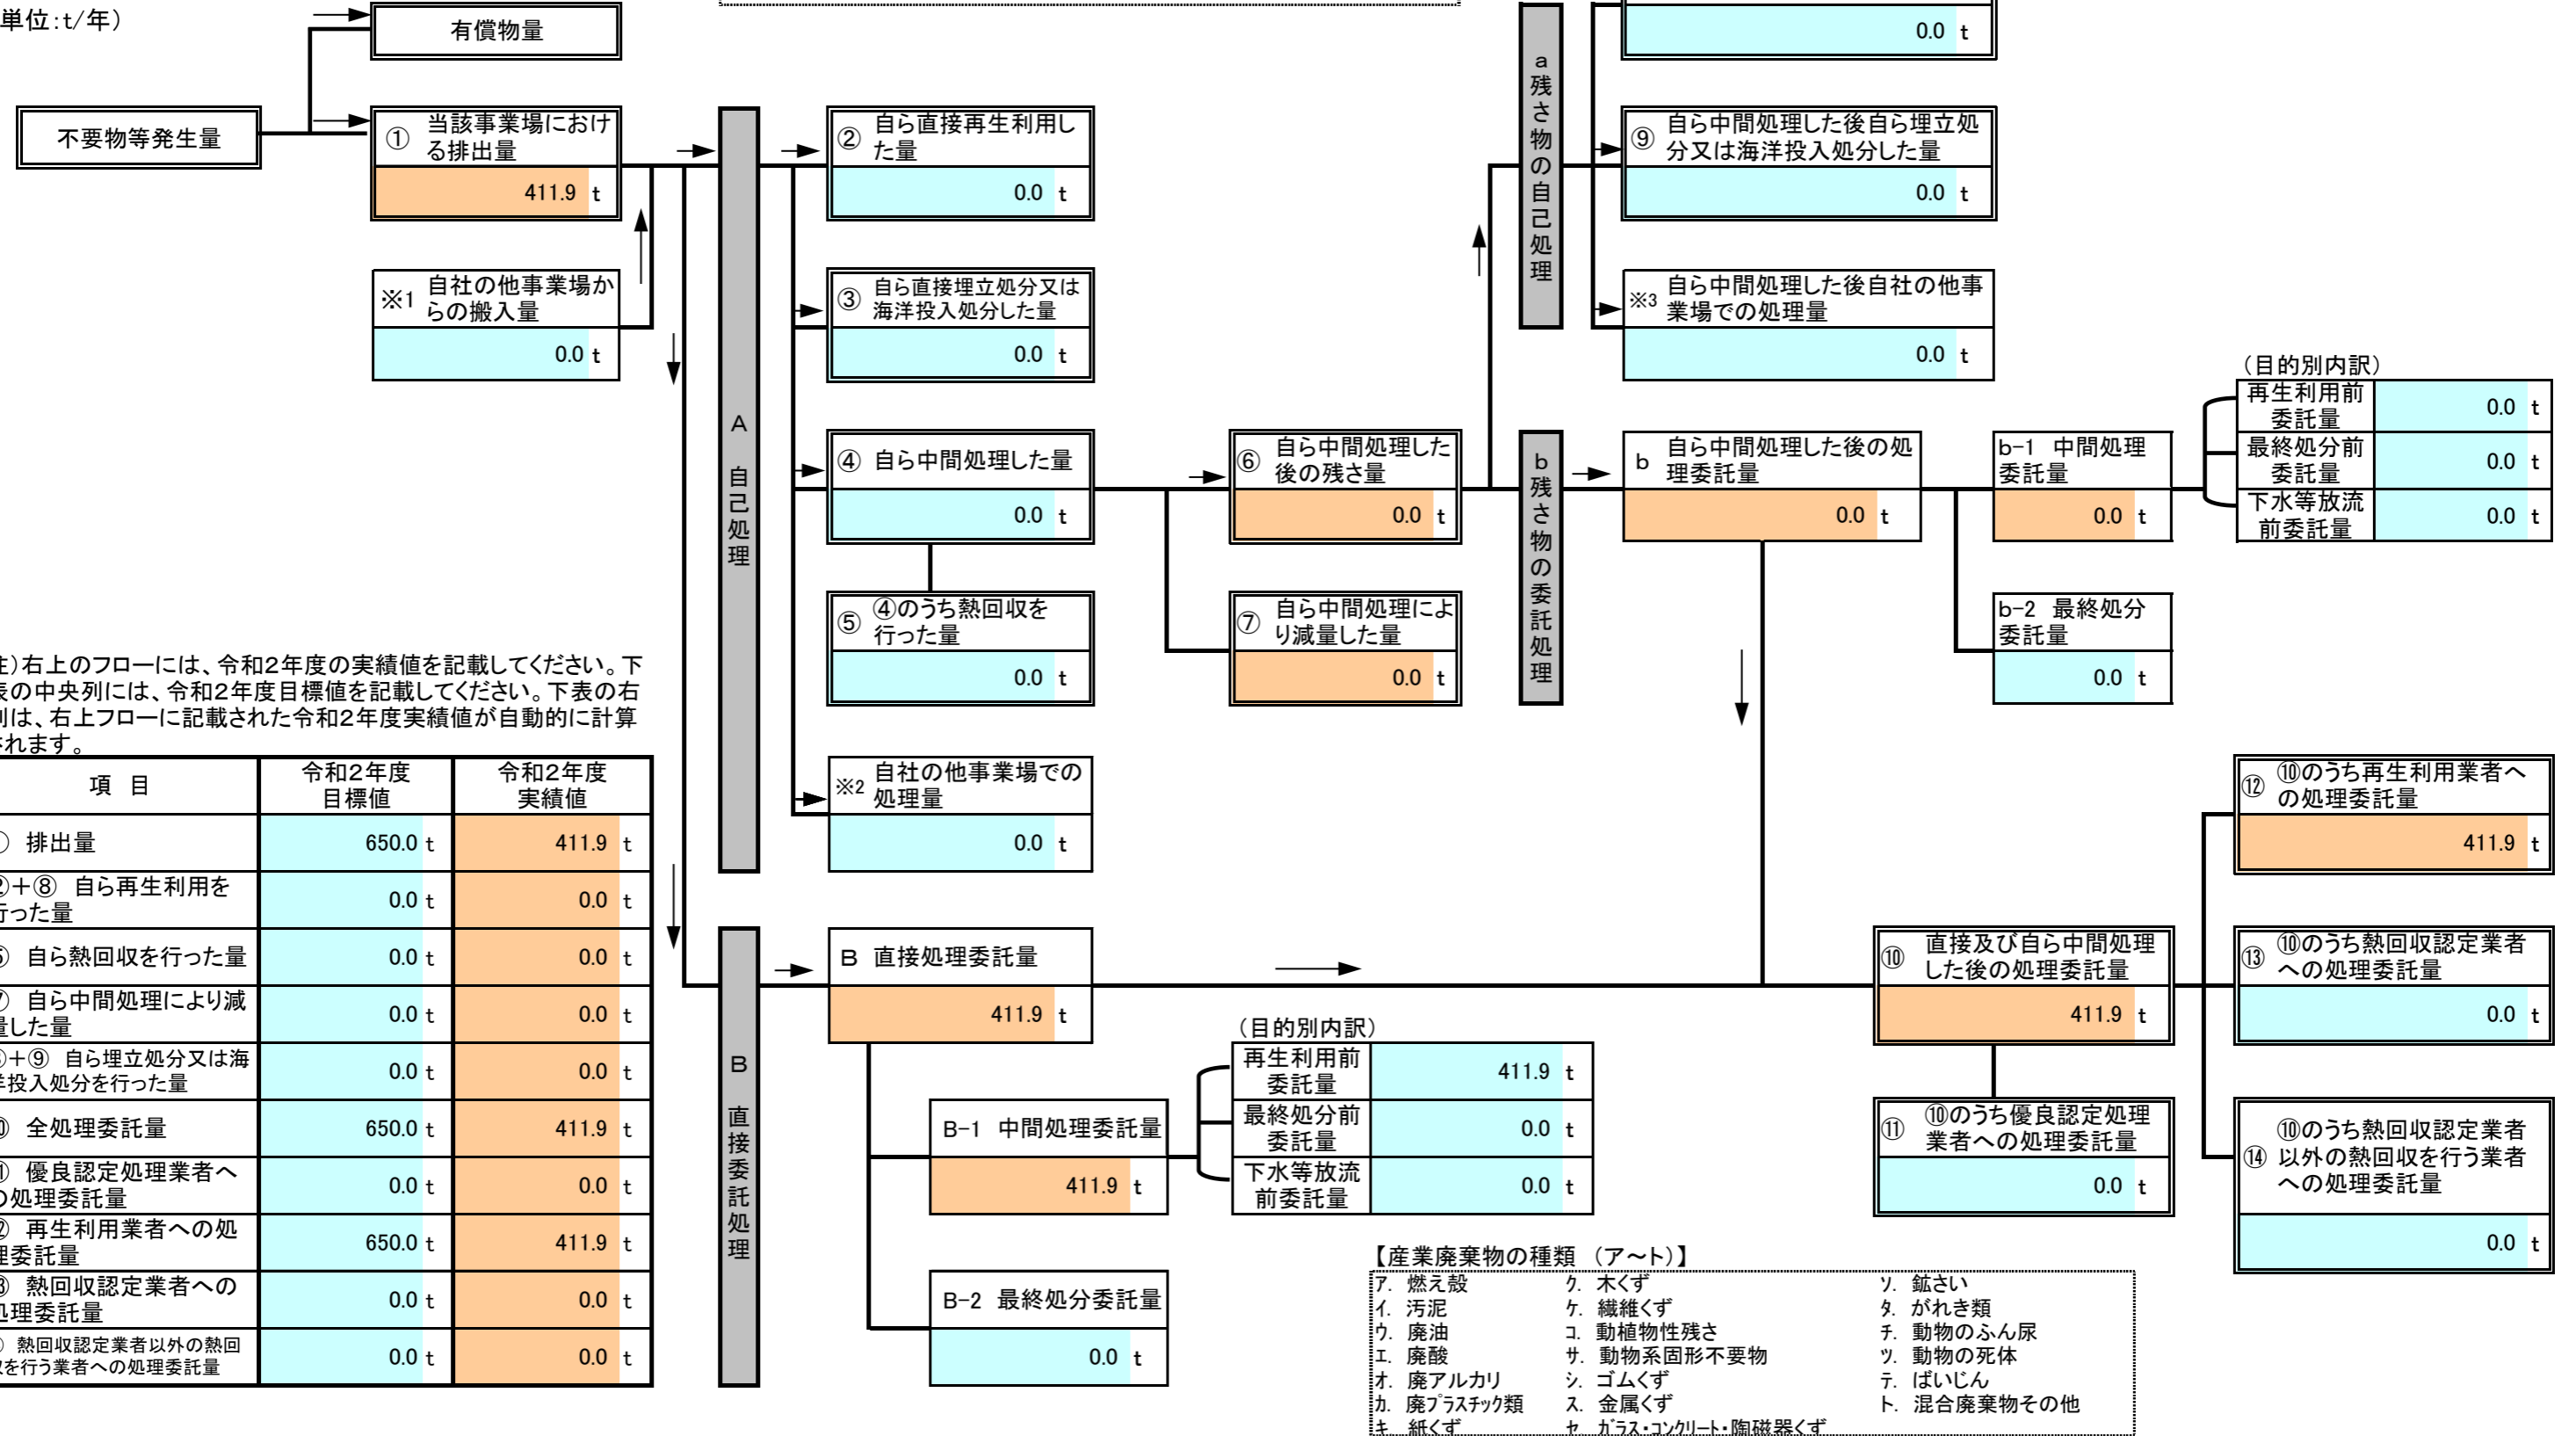 単位:t/年)
有償物量
0.0 t
不要物等発生量
① 当該事業場におけ
る排出量
411.9 t
※1 自社の他事業場か
らの搬入量
0.0 t
A 自己処理
② 自ら直接再生利用し
た量
0.0 t
③ 自ら直接埋立処分又は
海洋投入処分した量
0.0 t
④ 自ら中間処理した量
0.0 t
⑤ ④のうち熱回収を
行った量
0.0 t
※2 自社の他事業場での
処理量
0.0 t
⑥ 自ら中間処理した
後の残さ量
0.0 t
⑦ 自ら中間処理によ
り減量した量
0.0 t
a 残さ物の自己処理
⑨ 自ら中間処理した後自ら埋立処
分又は海洋投入処分した量
0.0 t
※3 自ら中間処理した後自社の他事
業場での処理量
0.0 t
b 残さ物の委託処理
b 自ら中間処理した後の処
理委託量
0.0 t
b-1 中間処理
委託量
0.0 t
(目的別内訳)
再生利用前
委託量 0.0 t
最終処分前
委託量 0.0 t
下水等放流
前委託量 0.0 t
b-2 最終処分
委託量
0.0 t
注)右上のフローには、令和2年度の実績値を記載してください。下
表の中央列には、令和2年度目標値を記載してください。下表の右
列は、右上フローに記載された令和2年度実績値が自動的に計算
されます。
項 目 令和2年度
目標値 令和2年度
実績値
① 排出量 650.0 t 411.9 t
②+⑧ 自ら再生利用を
行った量 0.0 t 0.0 t
⑤ 自ら熱回収を行った量 0.0 t 0.0 t
⑦ 自ら中間処理により減
量した量 0.0 t 0.0 t
③+⑨ 自ら埋立処分又は海
洋投入処分を行った量 0.0 t 0.0 t
⑩ 全処理委託量 650.0 t 411.9 t
⑪ 優良認定処理業者へ
の処理委託量 0.0 t 0.0 t
⑫ 再生利用業者への処
理委託量 650.0 t 411.9 t
⑬ 熱回収認定業者への
処理委託量 0.0 t 0.0 t
⑭ 熱回収認定業者以外の熱回
収を行う業者への処理委託量 0.0 t 0.0 t
B 直接委託処理
B 直接処理委託量
411.9 t
B-1 中間処理委託量
411.9 t
(目的別内訳)
再生利用前
委託量 411.9 t
最終処分前
委託量 0.0 t
下水等放流
前委託量 0.0 t
B-2 最終処分委託量
0.0 t
⑩ 直接及び自ら中間処理
した後の処理委託量
411.9 t
⑪ ⑩のうち優良認定処理
業者への処理委託量
0.0 t
⑫ ⑩のうち再生利用業者へ
の処理委託量
411.9 t
⑬ ⑩のうち熱回収認定業者
への処理委託量
0.0 t
⑭ ⑩のうち熱回収認定業者
以外の熱回収を行う業者
への処理委託量
0.0 t
【産業廃棄物の種類 (ア~ト)】
ア. 燃え殻 ク. 木くず ソ. 鉱さい
イ. 汚泥 ケ. 繊維くず タ. がれき類
ウ. 廃油 コ. 動植物性残さ チ. 動物のふん尿
エ. 廃酸 サ. 動物系固形不要物 ツ. 動物の死体
オ. 廃アルカリ シ. ゴムくず テ. ばいじん
カ. 廃プラスチック類 ス. 金属くず ト. 混合廃棄物その他
キ. 紙くず セ. ガラス・コンクリート・陶磁器くず